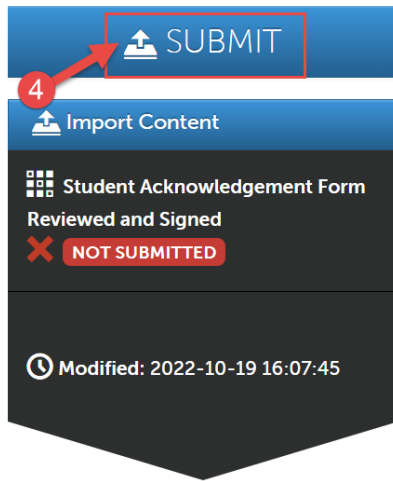 SUBMIT
4
Import Content
Student Acknowledgement Form
Reviewed and Signed
NOT SUBMITTED
Modified: 2022-10-19 16:07:45